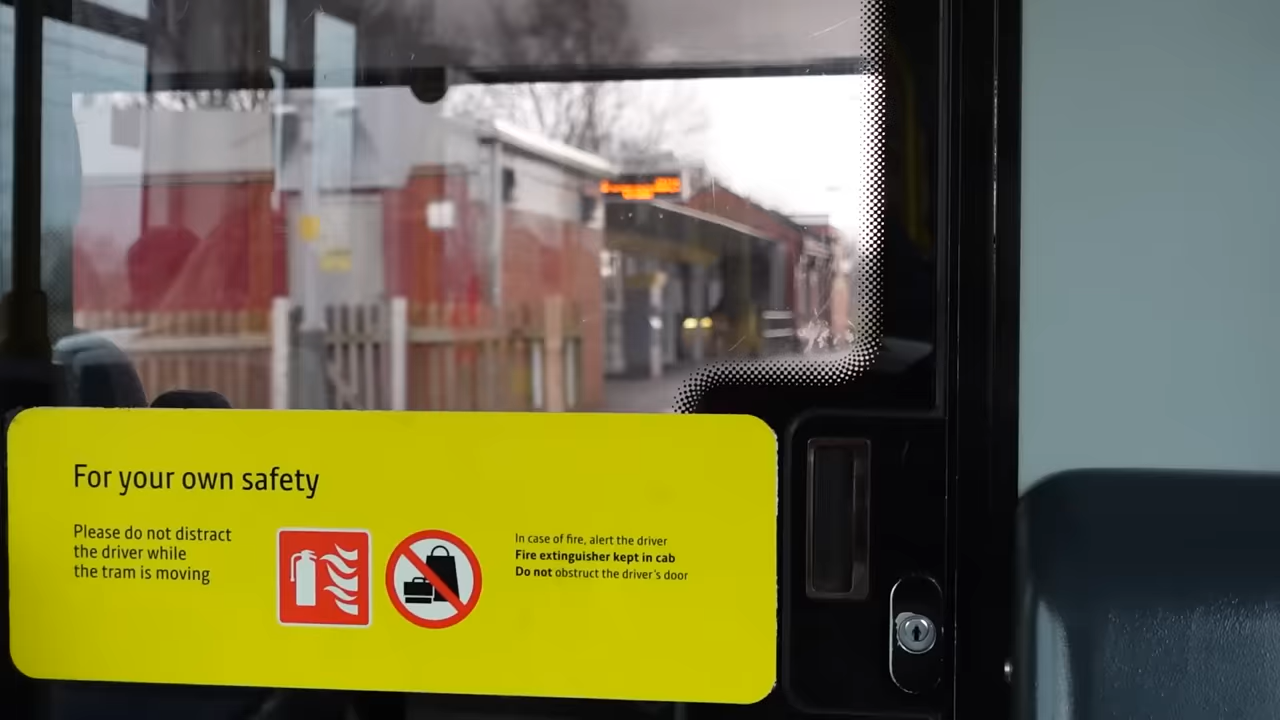 For your own safety
Please do not distract
the driver while
the tram is moving
In case of fire, alert the driver
Fire extinguisher kept in cab
Do not obstruct the driver's door